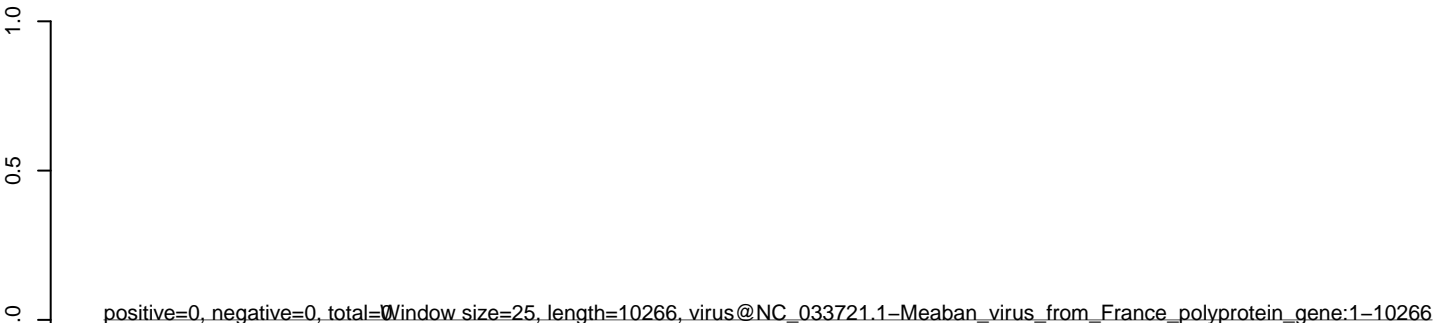 1.0
0.5
.0
positive=0, negative=0, total=0
Window size=25, length=10266, virus@NC_033721.1−Meaban_virus_from_France_polyprotein_gene:1−10266